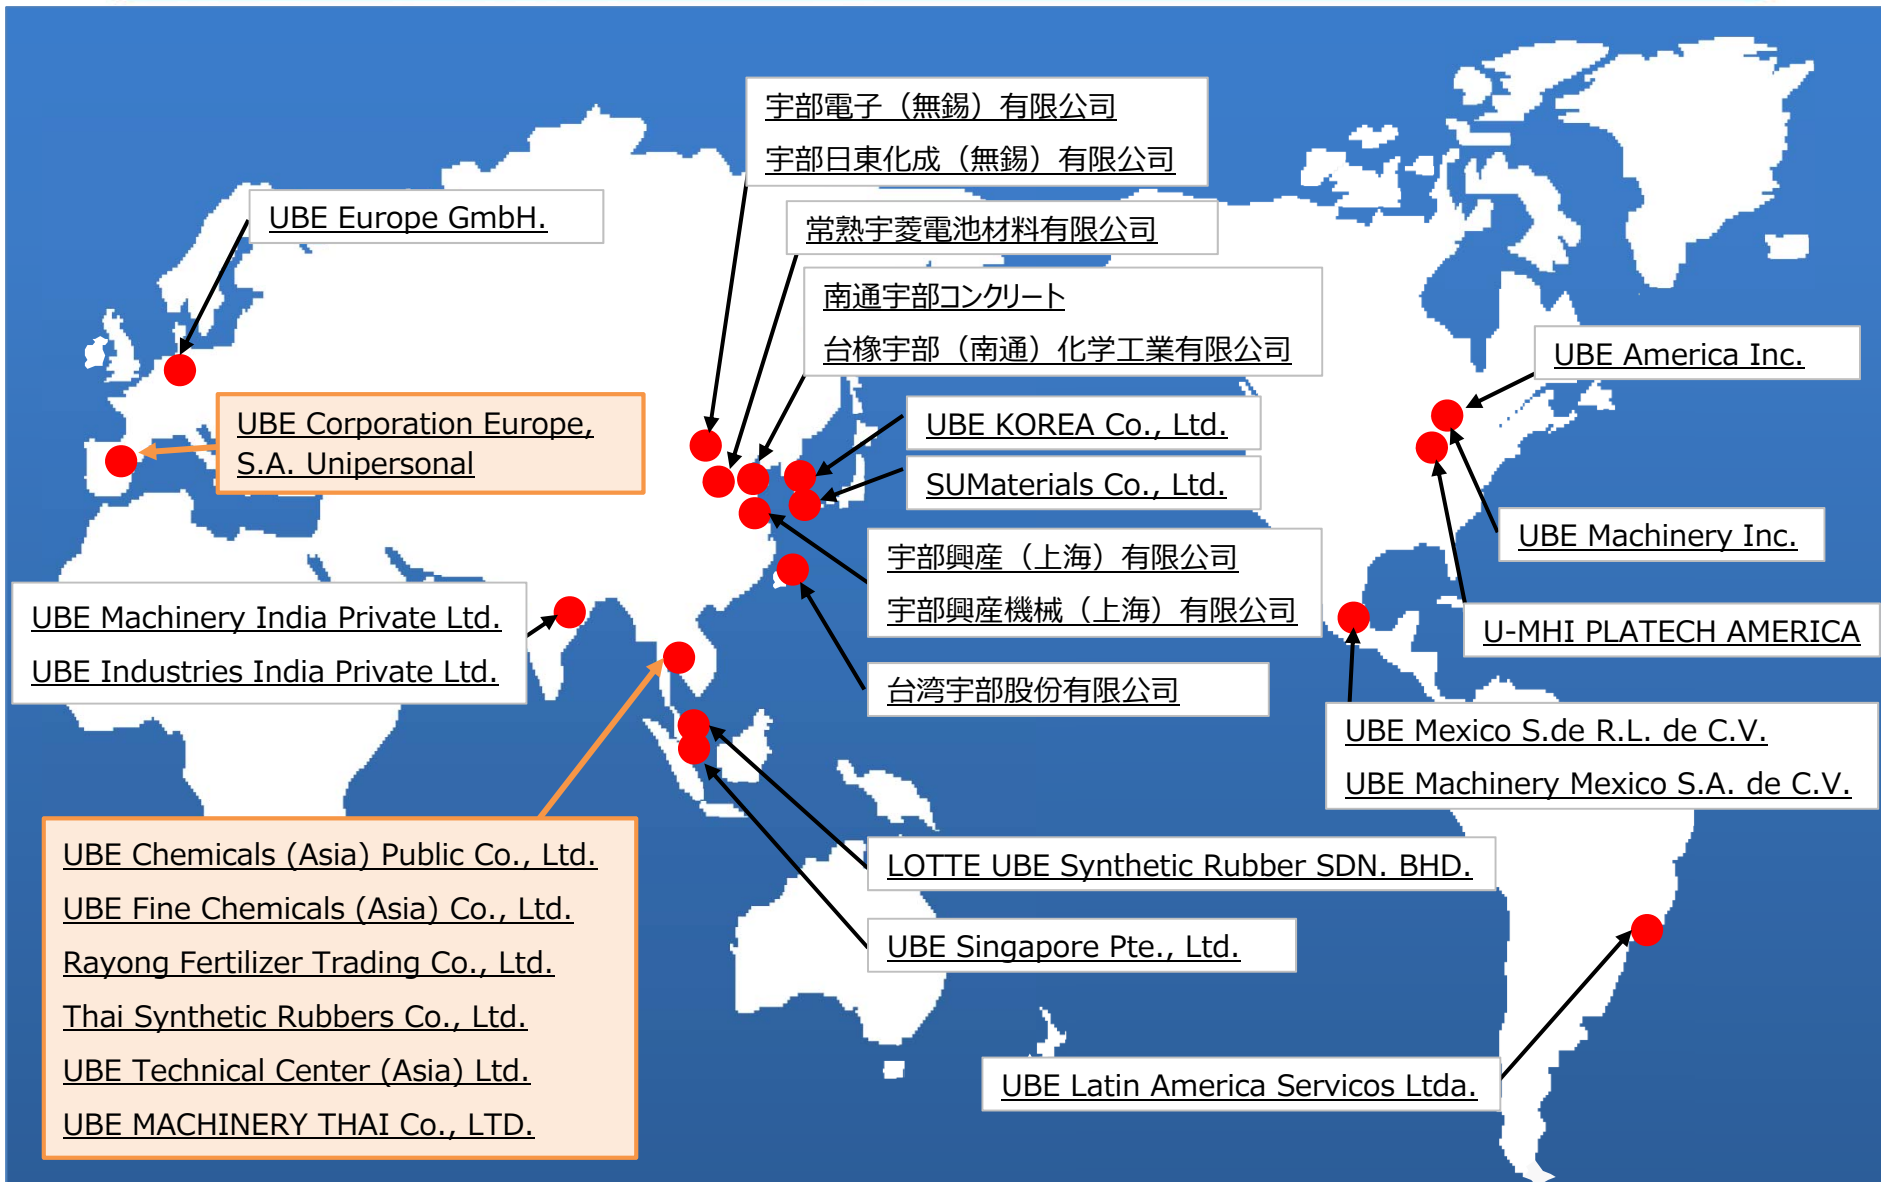 宇部電子（無錫）有限公司
宇部日東化成（無錫）有限公司
UBE Europe GmbH.
常熟宇菱電池材料有限公司
南通宇部コンクリート
台橡宇部（南通）化学工業有限公司
UBE America Inc.
UBE Corporation Europe,
S.A. Unipersonal
UBE KOREA Co., Ltd.
SUMaterials Co., Ltd.
UBE Machinery Inc.
宇部興産（上海）有限公司
宇部興産機械（上海）有限公司
UBE Machinery India Private Ltd.
UBE Industries India Private Ltd.
U-MHI PLATECH AMERICA
台湾宇部股份有限公司
UBE Mexico S.de R.L. de C.V.
UBE Machinery Mexico S.A. de C.V.
UBE Chemicals (Asia) Public Co., Ltd.
UBE Fine Chemicals (Asia) Co., Ltd.
Rayong Fertilizer Trading Co., Ltd.
Thai Synthetic Rubbers Co., Ltd.
UBE Technical Center (Asia) Ltd.
UBE MACHINERY THAI Co., LTD.
LOTTE UBE Synthetic Rubber SDN. BHD.
UBE Singapore Pte., Ltd.
UBE Latin America Servicos Ltda.